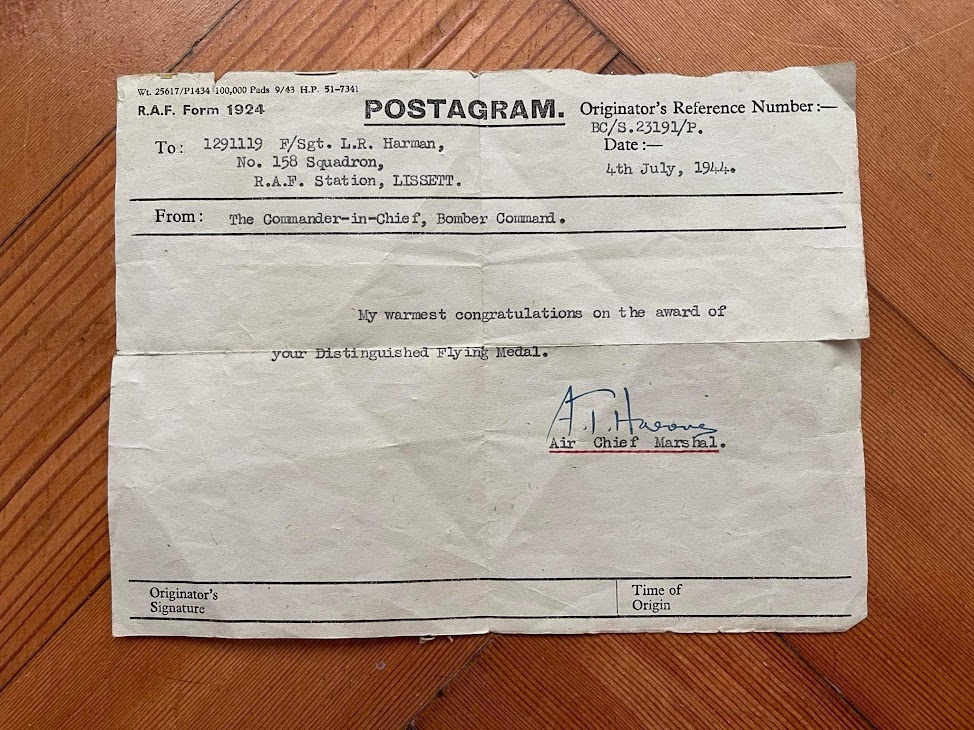 Wt. 25617/P1434 100,000 Pads 9/43 H.P. 51-7341
R.A.F. Form 1924
POSTAGRAM.
Originator's Reference Number:—
BC/S.23191/P.
Date :—
4th July, 1944.
To: 1291119 F/Sgt. L.R. Harman,
No. 158 Squadron,
R.A.F. Station, LISSETT.
From: The Commander-in-Chief, Bomber Command.
My warmest congratulations on the award of
your Distinguished Flying Medal.
A.T. Harris
Air Chief Marshal.
Originator's
Signature
Time of
Origin